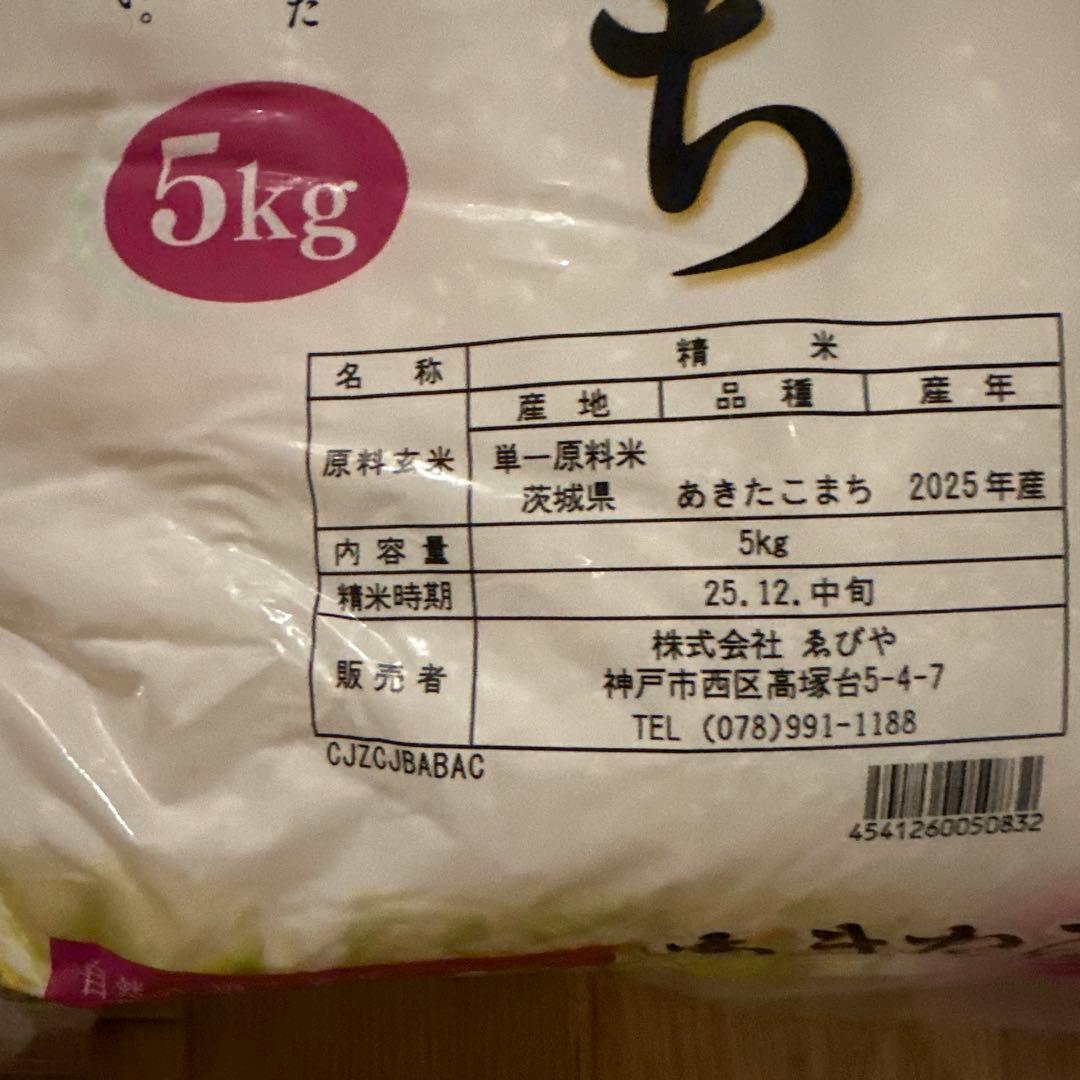 い。
た
ち
5kg
名称 精米
産地 品種 産年
原料玄米 単一原料米
茨城県 あきたこまち 2025年産
内容量 5kg
精米時期 25.12.中旬
販売者 株式会社 ゑびや
神戸市西区高塚台5-4-7
TEL (078)991-1188
CJZCJBABAC
4541260050832